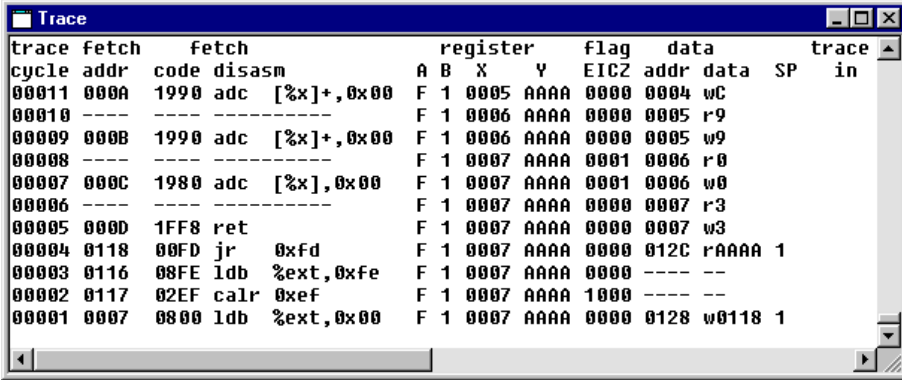 Trace
trace fetch     fetch                   register     flag    data           trace
cycle addr  code disasm            A B  X    Y    EICZ addr data  SP   in
00011 000A  1990 adc  [%x]+,0x00  F 1 0005 AAAA 0000 0004 wC
00010 ----  ---- ----------       F 1 0006 AAAA 0000 0005 r9
00009 000B  1990 adc  [%x]+,0x00  F 1 0006 AAAA 0000 0005 w9
00008 ----  ---- ----------       F 1 0007 AAAA 0001 0006 r0
00007 000C  1980 adc  [%x],0x00   F 1 0007 AAAA 0001 0006 w0
00006 ----  ---- ----------       F 1 0007 AAAA 0000 0007 r3
00005 000D  1FF8 ret              F 1 0007 AAAA 0000 0007 w3
00004 0118  00FD jr   0xfd        F 1 0007 AAAA 0000 012C rAAAA 1
00003 0116  08FE ldb  %ext,0xfe   F 1 0007 AAAA 0000 ---- --
00002 0117  02EF calr 0xef        F 1 0007 AAAA 1000 ---- --
00001 0007  0800 ldb  %ext,0x00   F 1 0007 AAAA 0000 0128 w0118 1